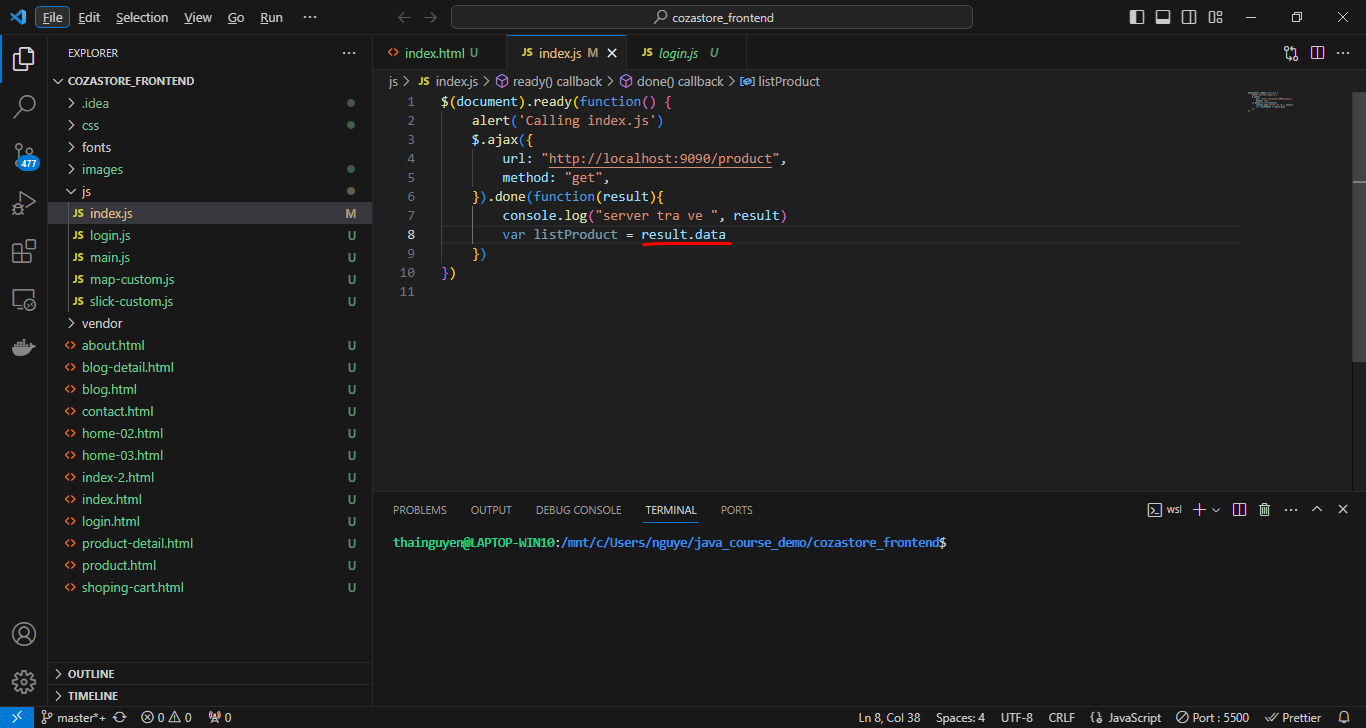 File Edit Selection View Go Run ··· cozastore_frontend
EXPLORER ···
COZASTORE_FRONTEND
.idea
css
fonts
images
js
JS index.js M
JS login.js U
JS main.js U
JS map-custom.js U
JS slick-custom.js U
vendor
<> about.html U
<> blog-detail.html U
<> blog.html U
<> contact.html U
<> home-02.html U
<> home-03.html U
<> index-2.html U
<> index.html U
<> login.html U
<> product-detail.html U
<> product.html U
<> shoping-cart.html U
OUTLINE
TIMELINE
477
<> index.html U JS index.js M JS login.js U
js > JS index.js > ready() callback > done() callback > listProduct
1 $(document).ready(function() {
2 alert('Calling index.js')
3 $.ajax({
4 url: "http://localhost:9090/product",
5 method: "get",
6 }).done(function(result){
7 console.log("server tra ve ", result)
8 var listProduct = result.data
9 })
10 })
11
PROBLEMS OUTPUT DEBUG CONSOLE TERMINAL PORTS wsl
thainguyen@LAPTOP-WIN10:/mnt/c/Users/nguye/java_course_demo/cozastore_frontend$
master*+ 0 0 0 Ln 8, Col 38 Spaces: 4 UTF-8 CRLF {} JavaScript Port : 5500 Prettier